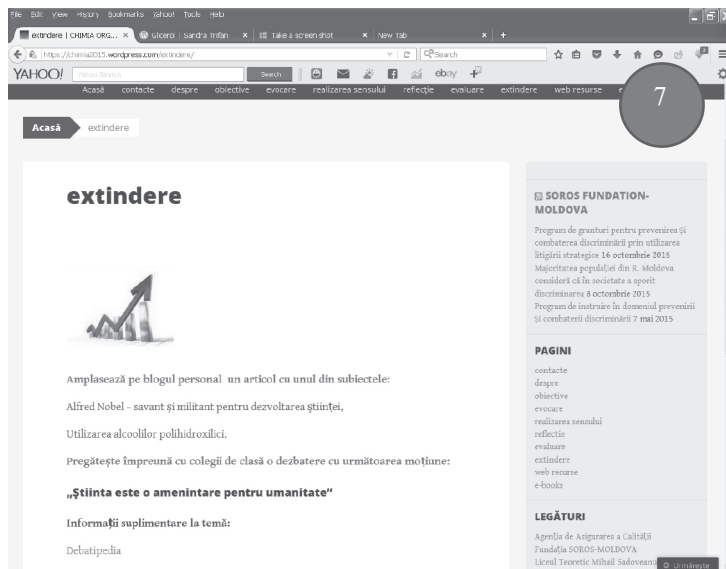 File Edit View History Bookmarks Yahoo! Tools Help
extindere | CHIMIA ORG... × Glicerol | Sandra Trifan × Take a screen shot × New Tab × +
https://chimia2015.wordpress.com/extindere/ Search
YAHOO! Yahoo Search Search ebay
Acasă contacte despre obiective evocare realizarea sensului reflecție evaluare extindere web resurse
7
Acasă extindere
extindere
Amplasează pe blogul personal un articol cu unul din subiectele:
Alfred Nobel – savant și militant pentru dezvoltarea științei,
Utilizarea alcoolilor polihidroxilici.
Pregătește împreună cu colegii de clasă o dezbatere cu următoarea moțiune:
„Știinta este o amenintare pentru umanitate”
Informații suplimentare la temă:
Debatipedia
SOROS FUNDATION-
MOLDOVA
Program de granturi pentru prevenirea și
combaterea discriminării prin utilizarea
litigării strategice 16 octombrie 2015
Majoritatea populației din R. Moldova
consideră că în societate a sporit
discriminarea 8 octombrie 2015
Program de instruire în domeniul prevenirii
și combaterii discriminării 7 mai 2015
PAGINI
contacte
despre
obiective
evocare
realizarea sensului
reflectie
evaluare
extindere
web resurse
e-books
LEGĂTURI
Agenția de Asigurarea a Calității
Fundația SOROS-MOLDOVA
Liceul Teoretic Mihail Sadoveanu
Urmărește